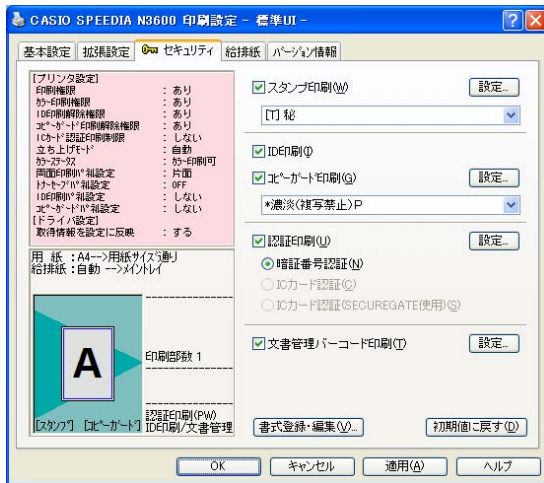 CASIO SPEEDIA N3600 印刷設定 - 標準UI -
基本設定 拡張設定 セキュリティ 給排紙 バージョン情報
[プリンタ設定]
印刷権限 : あり
カラー印刷権限 : あり
ID印刷解除権限 : あり
コピーガード印刷解除権限 : あり
ICカード認証印刷制限 : しない
立ち上げモード : 自動
カラーステータス : カラー印刷可
両面印刷パネル設定 : 片面
トナーセーブパネル設定 : OFF
ID印刷パネル設定 : しない
コピーガードパネル設定 : しない
[ドライバ設定]
取得情報を設定に反映 : する
用 紙 :A4-->用紙サイズ通り
給排紙 :自動 -->メイントレイ
A
印刷部数 1
認証印刷(PW)
[スタンプ] [コピーガード] ID印刷/文書管理
スタンプ印刷(W) 設定...
[T] 秘
ID印刷(I)
コピーガード印刷(G) 設定...
*濃淡(複写禁止)P
認証印刷(U) 設定...
暗証番号認証(N)
ICカード認証(C)
ICカード認証(SECUREGATE使用)(S)
文書管理バーコード印刷(T) 設定...
書式登録・編集(V)... 初期値に戻す(D)
OK キャンセル 適用(A) ヘルプ